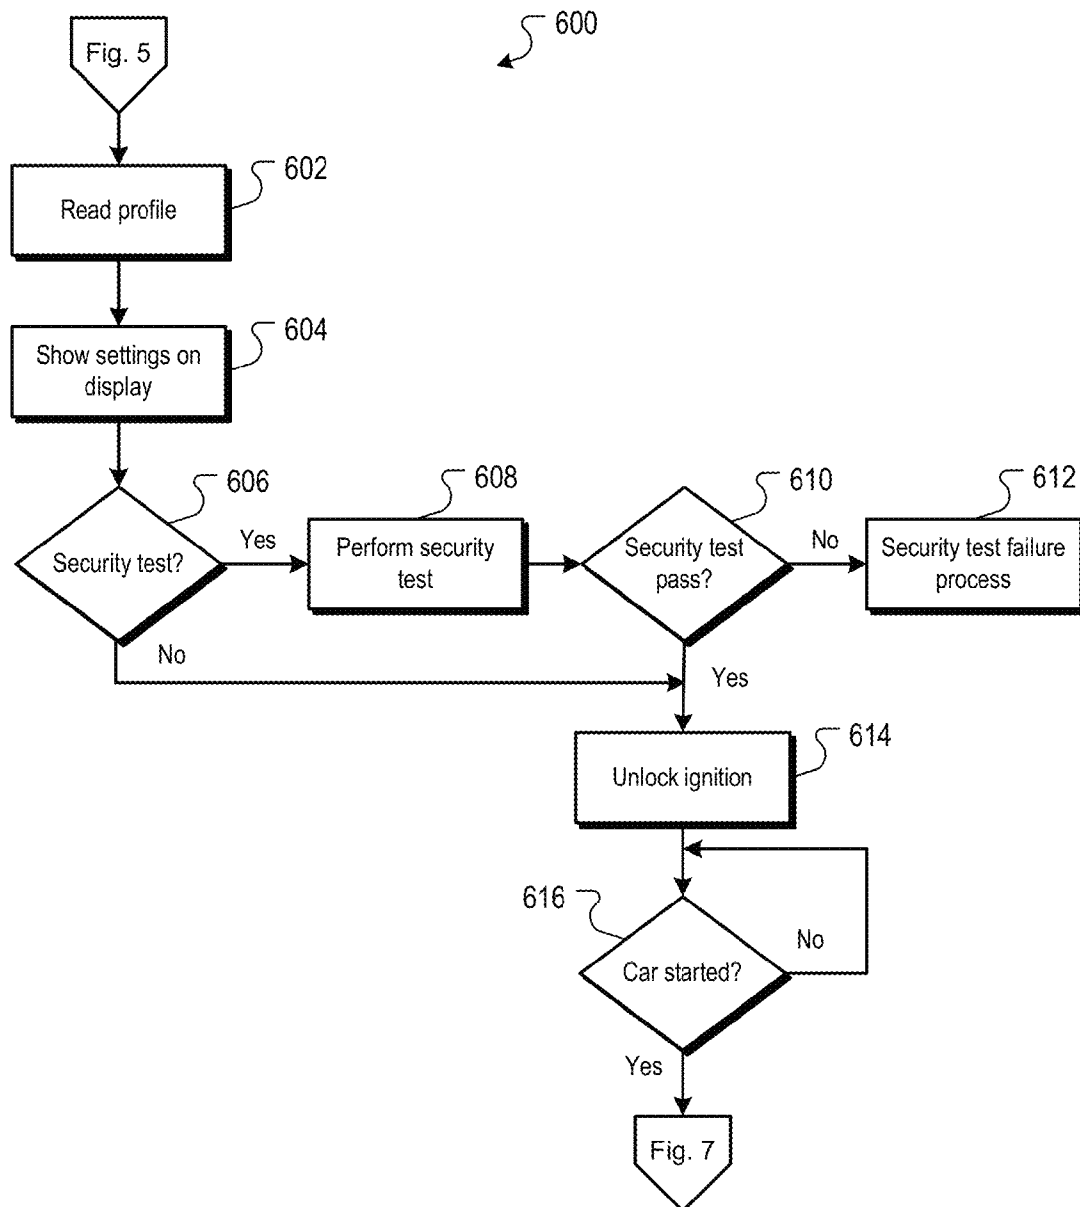 600
Fig. 5
602
Read profile
604
Show settings on
display
606
608
610
612
Security test?
Yes
Perform security
test
Security test
pass?
No
Security test failure
process
No
Yes
614
Unlock ignition
616
No
Car started?
Yes
Fig. 7